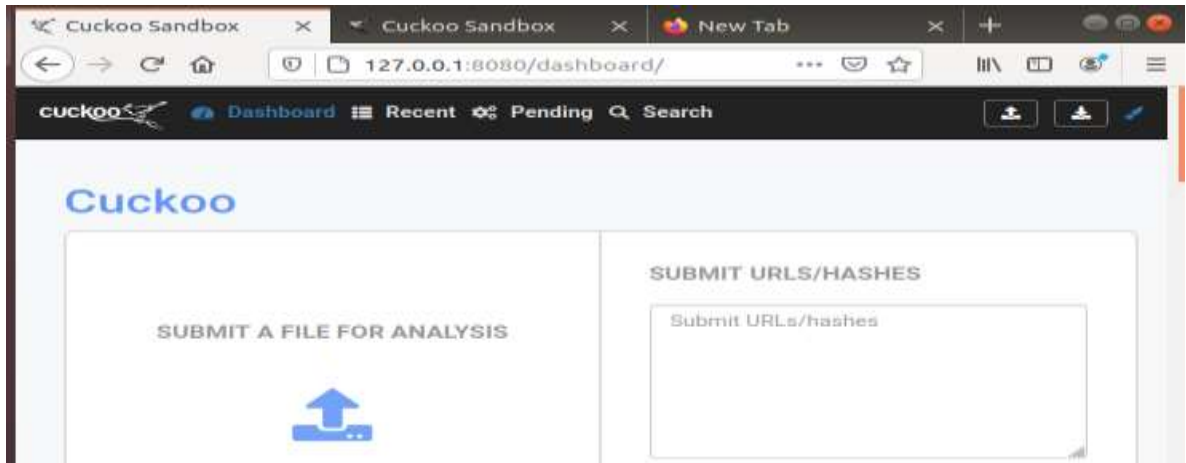 Cuckoo Sandbox Cuckoo Sandbox New Tab
127.0.0.1:8080/dashboard/
cuckoo Dashboard Recent Pending Search
Cuckoo
SUBMIT URLS/HASHES
Submit URLs/hashes
SUBMIT A FILE FOR ANALYSIS